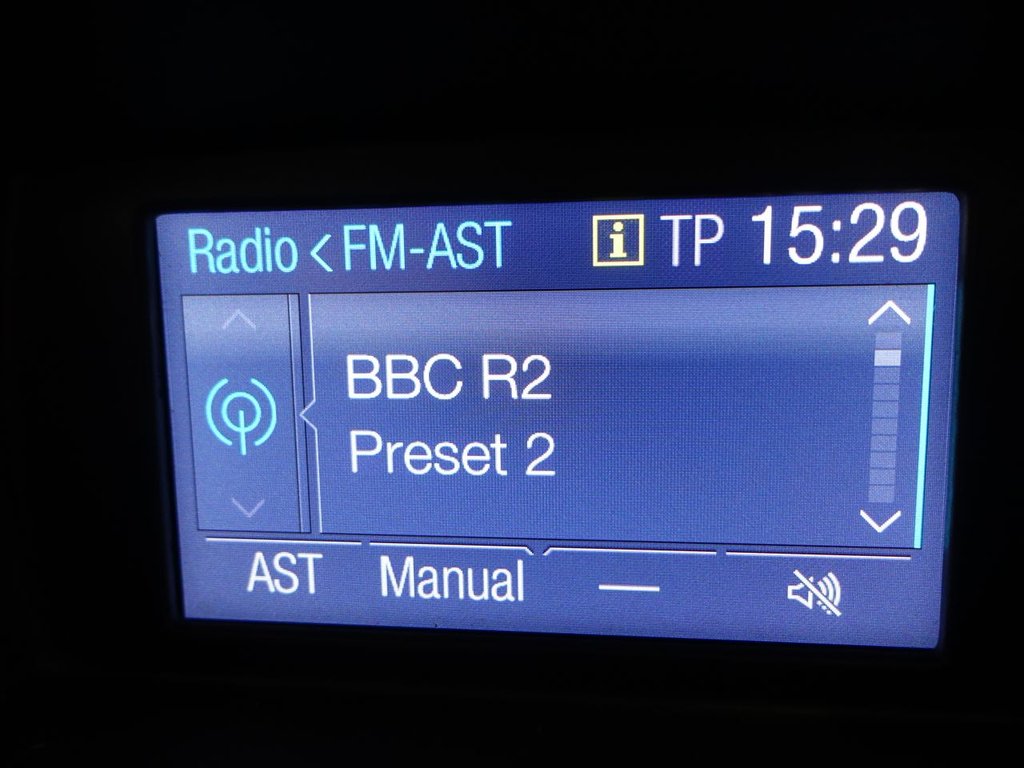 Radio < FM-AST i TP 15:29
BBC R2
Preset 2
AST Manual —